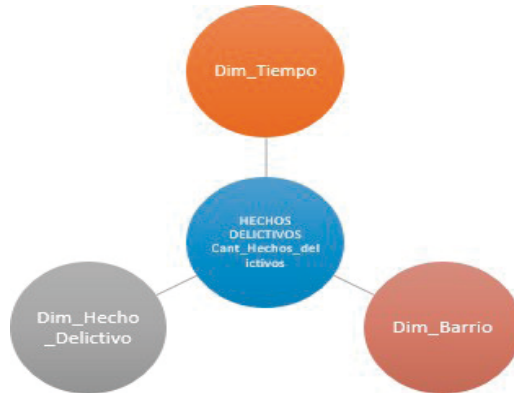 Dim_Tiempo
HECHOS
DELICTIVOS
Cant_Hechos_del
ictivos
Dim_Hecho
_Delictivo
Dim_Barrio